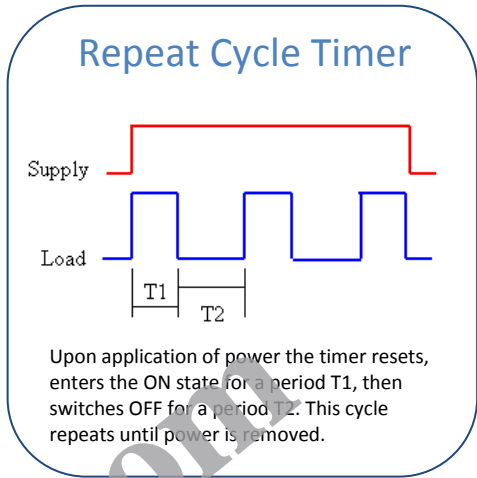 Repeat Cycle Timer
Supply
Load
T1
T2
Upon application of power the timer resets,
enters the ON state for a period T1, then
switches OFF for a period T2. This cycle
repeats until power is removed.
om